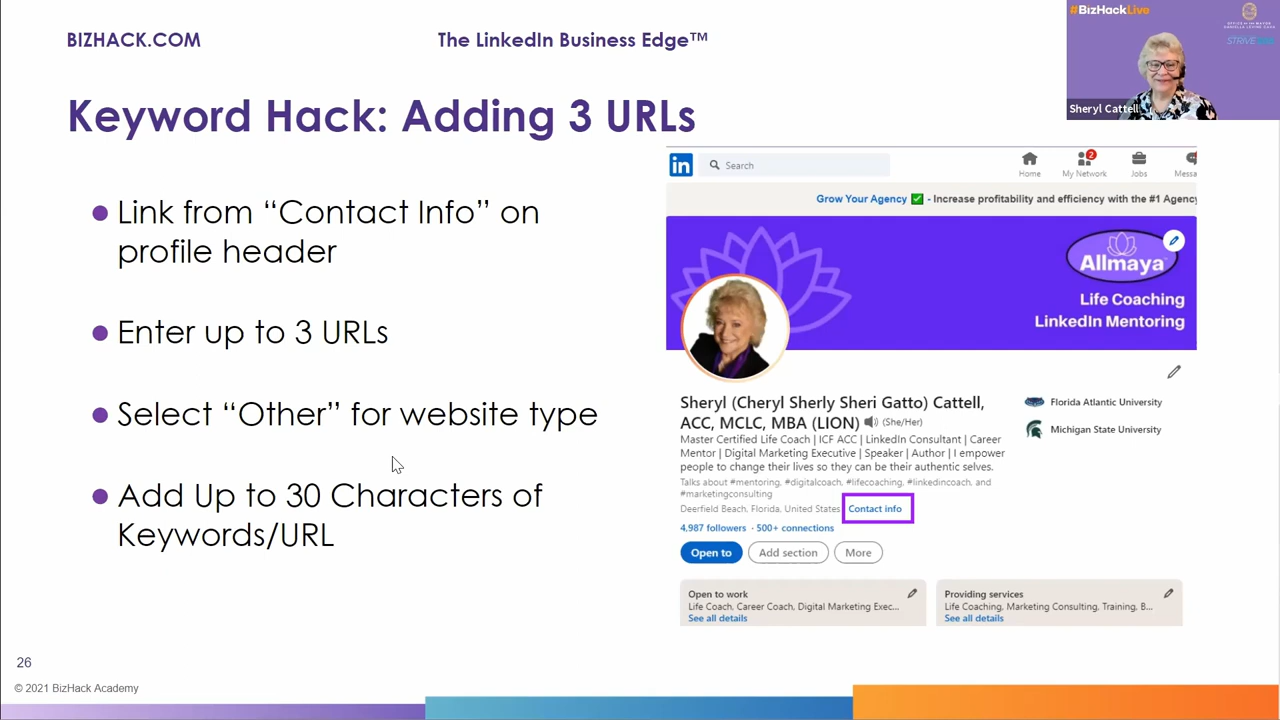 BIZHACK.COM
The LinkedIn Business Edge™
#BizHackLive
Sheryl Cattell
Keyword Hack: Adding 3 URLs
● Link from “Contact Info” on
profile header
● Enter up to 3 URLs
● Select “Other” for website type
● Add Up to 30 Characters of
Keywords/URL
in
Search
2
Home
My Network
Jobs
Messa
Grow Your Agency ✅ - Increase profitability and efficiency with the #1 Agency
Allmaya
Life Coaching
LinkedIn Mentoring
Sheryl (Cheryl Sherly Sheri Gatto) Cattell,
ACC, MCLC, MBA (LION) (She/Her)
Master Certified Life Coach | ICF ACC | LinkedIn Consultant | Career
Mentor | Digital Marketing Executive | Speaker | Author | I empower
people to change their lives so they can be their authentic selves.
Talks about #mentoring, #digitalcoach, #lifecoaching, #linkedincoach, and
#marketingconsulting
Deerfield Beach, Florida, United States Contact info
4,987 followers · 500+ connections
Florida Atlantic University
Michigan State University
Open to
Add section
More
Open to work
Life Coach, Career Coach, Digital Marketing Exec...
See all details
Providing services
Life Coaching, Marketing Consulting, Training, B...
See all details
26
© 2021 BizHack Academy